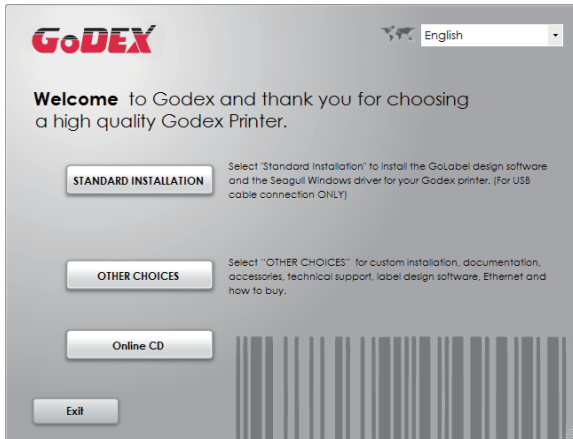 GoDEX
English
Welcome to Godex and thank you for choosing
a high quality Godex Printer.
STANDARD INSTALLATION
Select "Standard Installation" to install the GoLabel design software
and the Seagull Windows driver for your Godex printer. (For USB
cable connection ONLY)
OTHER CHOICES
Select "OTHER CHOICES" for custom installation, documentation,
accessories, technical support, label design software, Ethernet and
how to buy.
Online CD
Exit